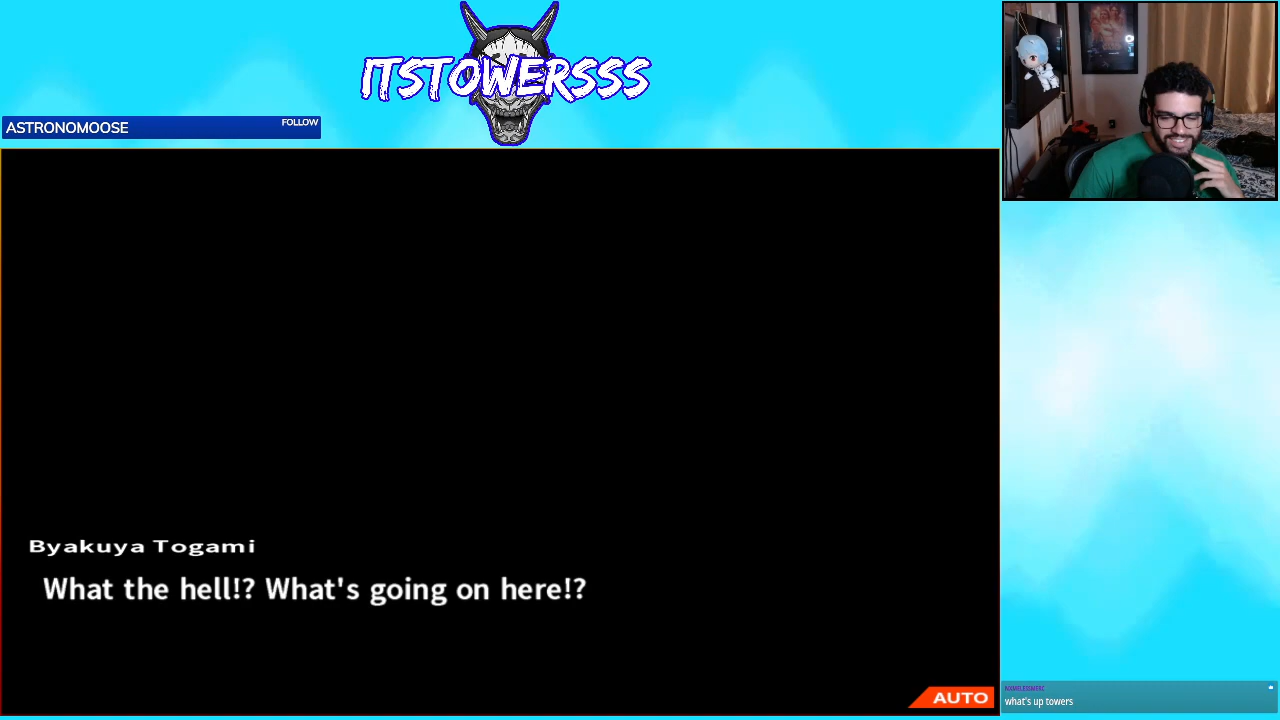 ITSTOWERSSS
ASTRONOMOOSE
FOLLOW
Byakuya Togami
What the hell!? What's going on here!?
AUTO
what's up towers